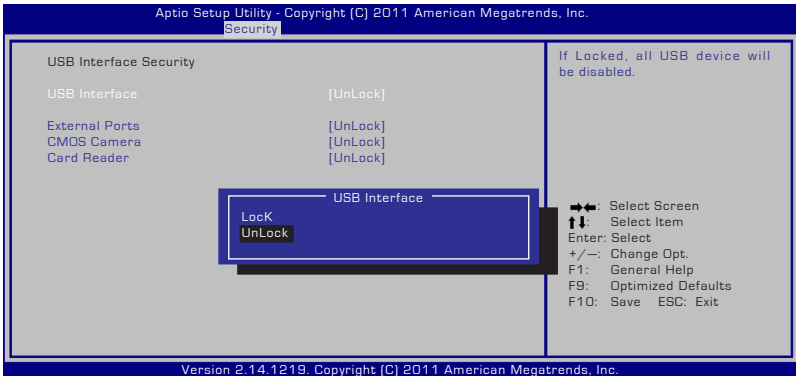 Aptio Setup Utility - Copyright (C) 2011 American Megatrends, Inc.
Security
USB Interface Security
USB Interface [UnLock]
External Ports [UnLock]
CMOS Camera [UnLock]
Card Reader [UnLock]
If Locked, all USB device will
be disabled.
USB Interface
LocK
UnLock
→←: Select Screen
↑↓: Select Item
Enter: Select
+/—: Change Opt.
F1: General Help
F9: Optimized Defaults
F10: Save ESC: Exit
Version 2.14.1219. Copyright (C) 2011 American Megatrends, Inc.